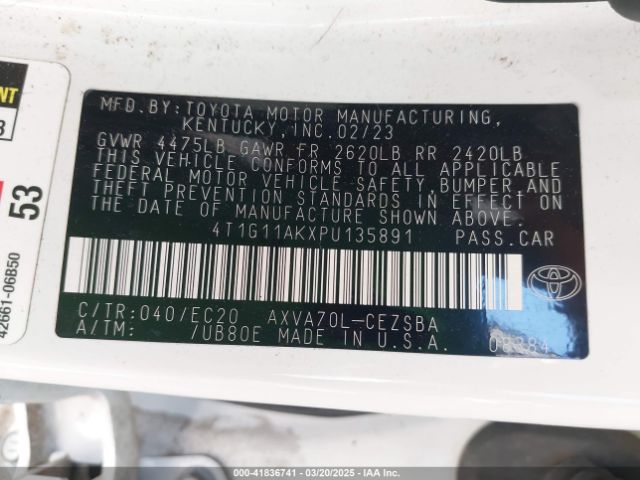 MFD.BY:TOYOTA MOTOR MANUFACTURING,
KENTUCKY,INC.02/23
GVWR 4475LB GAWR FR 2620LB RR 2420LB
THIS VEHICLE CONFORMS TO ALL APPLICABLE
FEDERAL MOTOR VEHICLE SAFETY,BUMPER,AND
THEFT PREVENTION STANDARDS IN EFFECT ON
THE DATE OF MANUFACTURE SHOWN ABOVE.
4T1G11AKXPU135891 PASS.CAR
TOYOTA
C/TR:040/EC20 AXVA70L-CEZSBA
A/TM: /UB80E MADE IN U.S.A.
53
42661-06B50
000-41836741 - 03/20/2025 - IAA Inc.